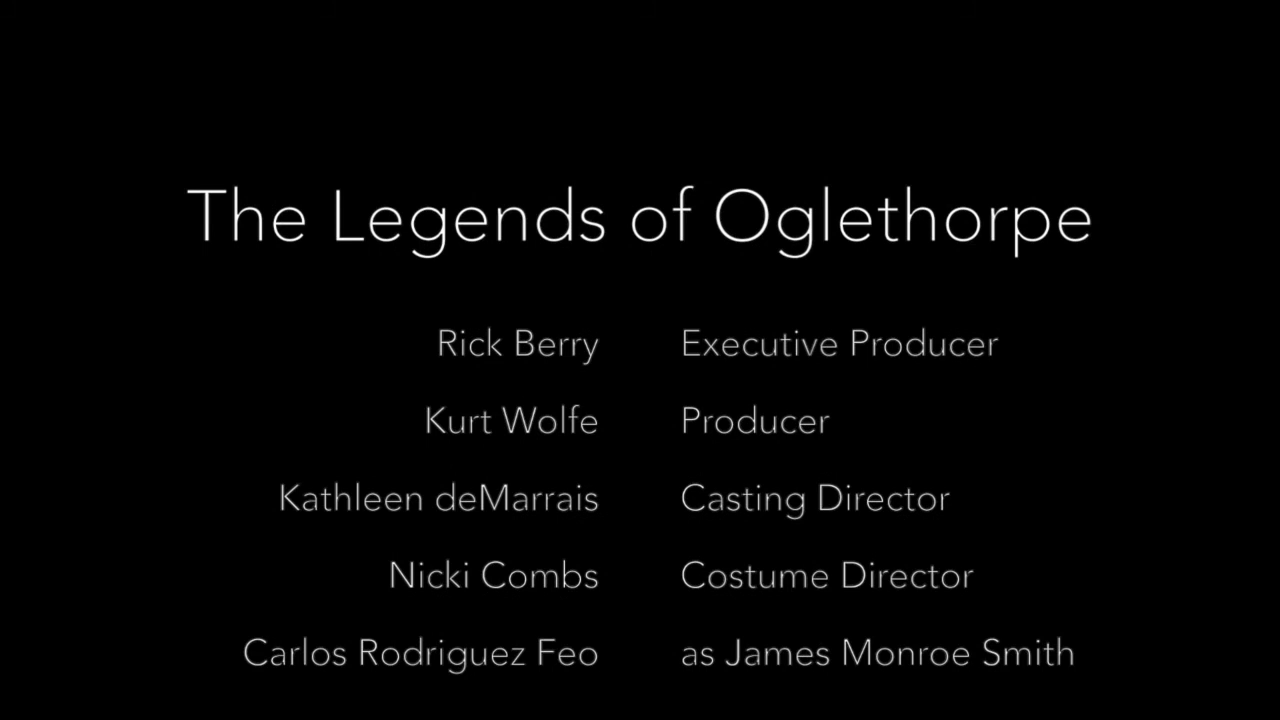 The Legends of Oglethorpe
Rick Berry Executive Producer
Kurt Wolfe Producer
Kathleen deMarrais Casting Director
Nicki Combs Costume Director
Carlos Rodriguez Feo as James Monroe Smith